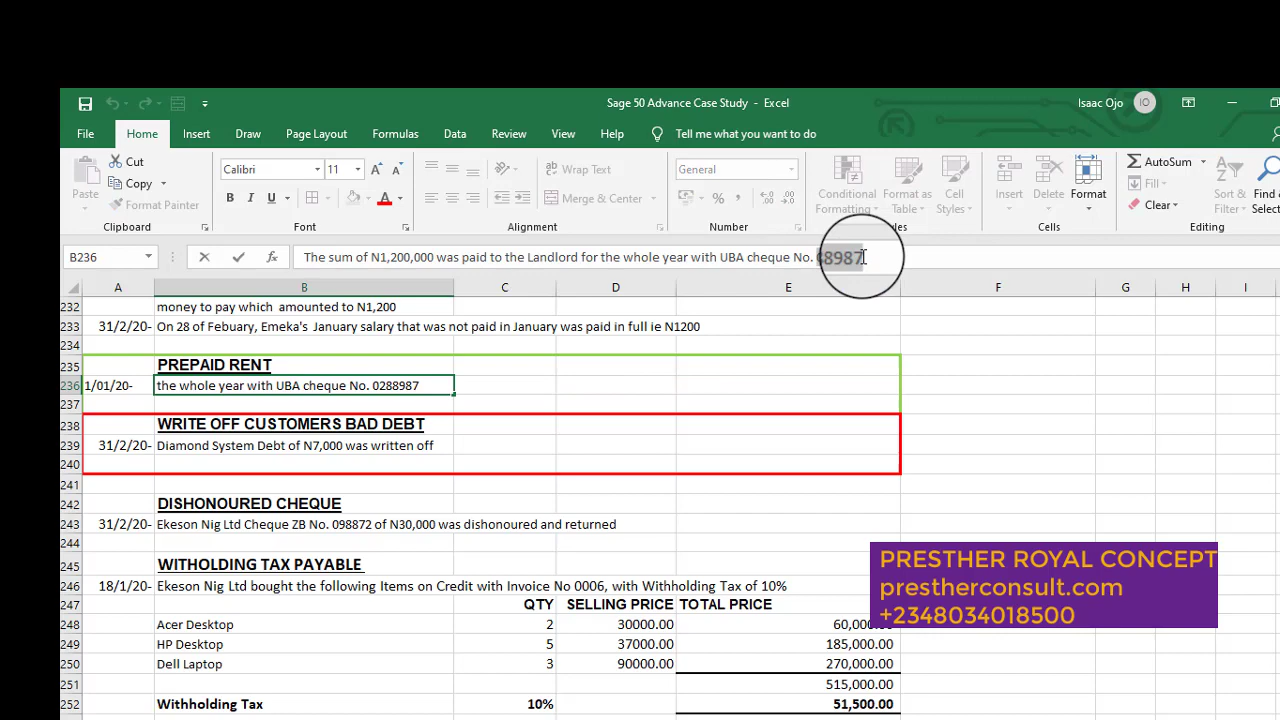 Sage 50 Advance Case Study - Excel
Isaac Ojo
IO
File Home Insert Draw Page Layout Formulas Data Review View Help Tell me what you want to do
Paste
Cut
Copy
Format Painter
Clipboard
Calibri 11
B I U
Font
Wrap Text
Merge & Center
Alignment
General
Number
Conditional Formatting
Format as Table
Cell Styles
Insert Delete Format
Cells
AutoSum
Fill
Clear
Sort & Filter
Find &
Editing
B236
The sum of N1,200,000 was paid to the Landlord for the whole year with UBA cheque No.
A B C D E F G H I
232 money to pay which amounted to N1,200
233 31/2/20- On 28 of Febuary, Emeka's January salary that was not paid in January was paid in full ie N1200
234
235 PREPAID RENT
236 1/01/20- the whole year with UBA cheque No. 0288987
237
238 WRITE OFF CUSTOMERS BAD DEBT
239 31/2/20- Diamond System Debt of N7,000 was written off
240
241
242 DISHONOURED CHEQUE
243 31/2/20- Ekeson Nig Ltd Cheque ZB No. 098872 of N30,000 was dishonoured and returned
244
245 WITHOLDING TAX PAYABLE
246 18/1/20- Ekeson Nig Ltd bought the following Items on Credit with Invoice No 0006, with Withholding Tax of 10%
247 QTY SELLING PRICE TOTAL PRICE
248 Acer Desktop 2 30000.00 60,000.00
249 HP Desktop 5 37000.00 185,000.00
250 Dell Laptop 3 90000.00 270,000.00
251 515,000.00
252 Withholding Tax 10% 51,500.00
PRESTHER ROYAL CONCEPT
prestherconsult.com
+2348034018500